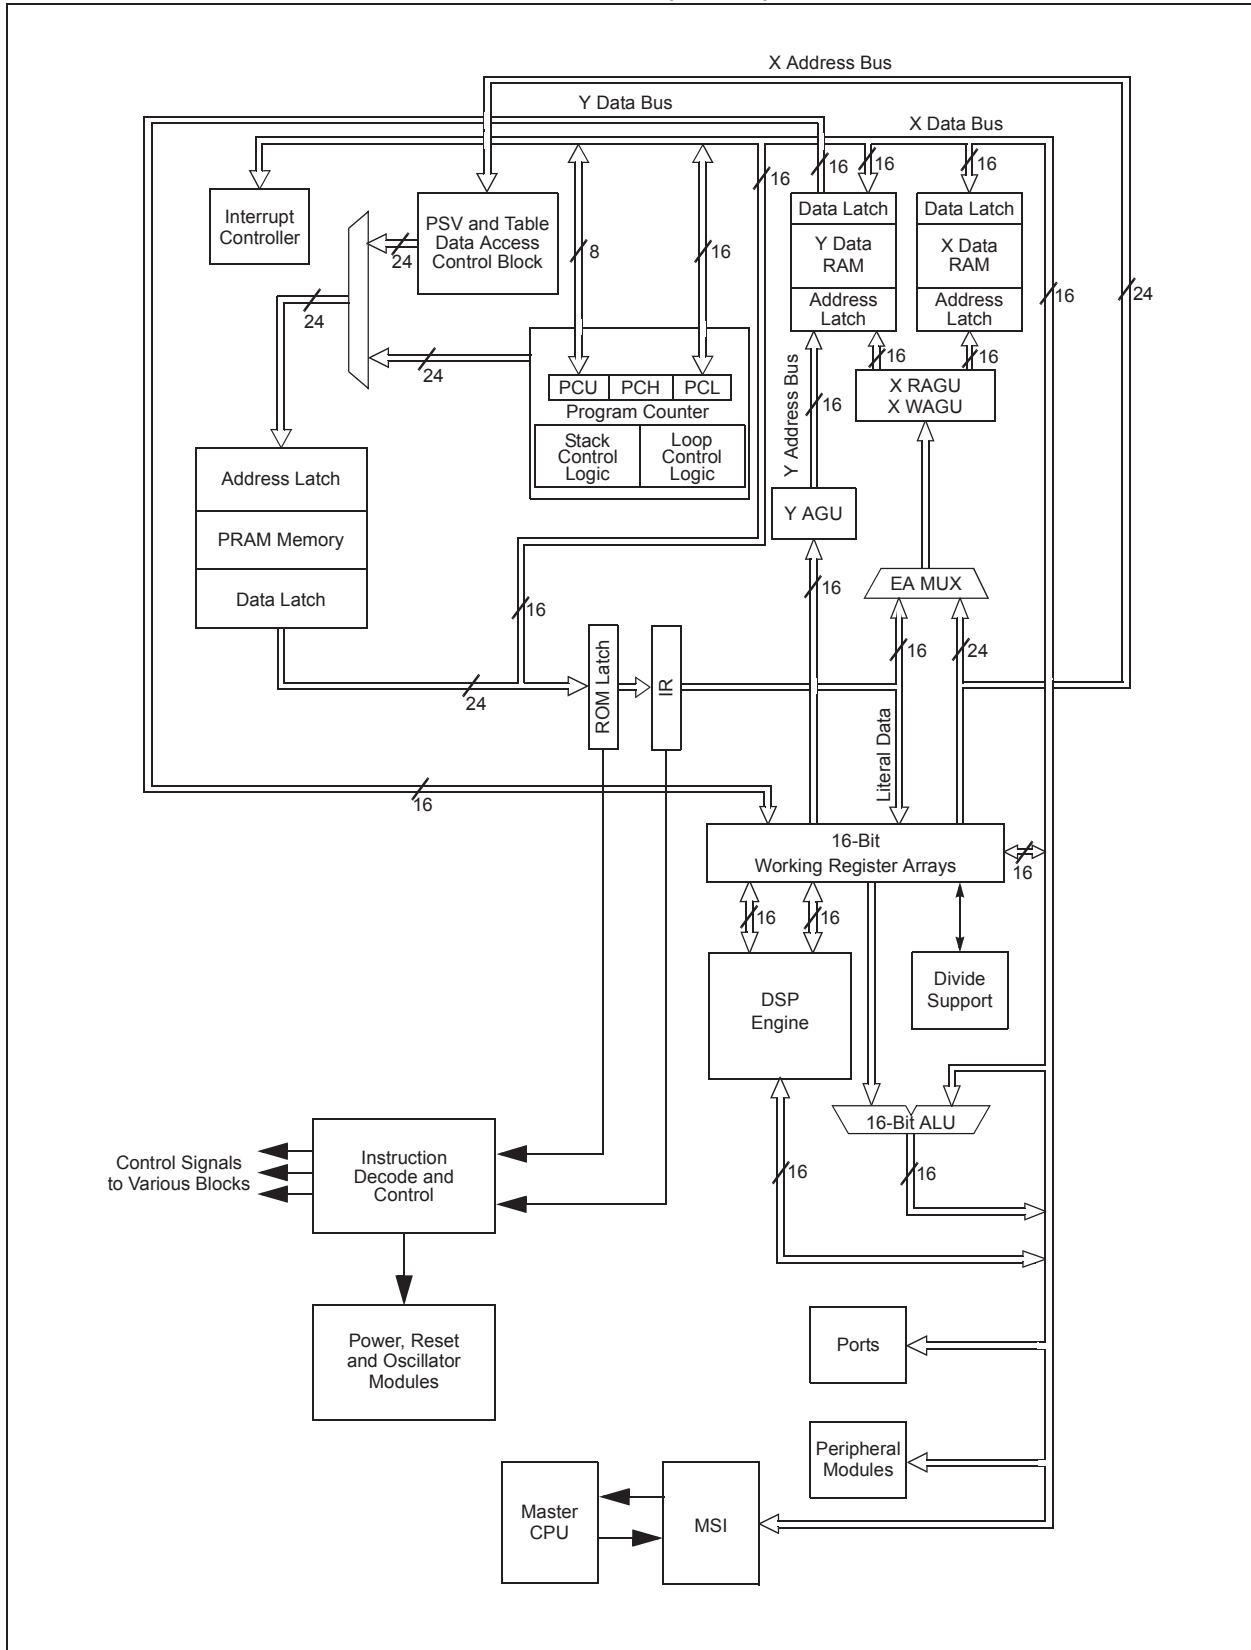 X Address Bus
Y Data Bus
X Data Bus
16
16
16
16
Interrupt
Controller
PSV and Table
Data Access
Control Block
24
8
16
Data Latch
Y Data
RAM
Address
Latch
Data Latch
X Data
RAM
Address
Latch
16
24
24
24
16
16
PCU
PCH
PCL
Program Counter
Stack
Control
Logic
Loop
Control
Logic
Y Address Bus
16
X RAGU
X WAGU
Address Latch
PRAM Memory
Data Latch
Y AGU
EA MUX
16
16
16
24
24
ROM Latch
IR
Literal Data
16
16-Bit
Working Register Arrays
16
16
16
DSP
Engine
Divide
Support
16-Bit ALU
16
16
Control Signals
to Various Blocks
Instruction
Decode and
Control
Power, Reset
and Oscillator
Modules
Ports
Peripheral
Modules
Master
CPU
MSI